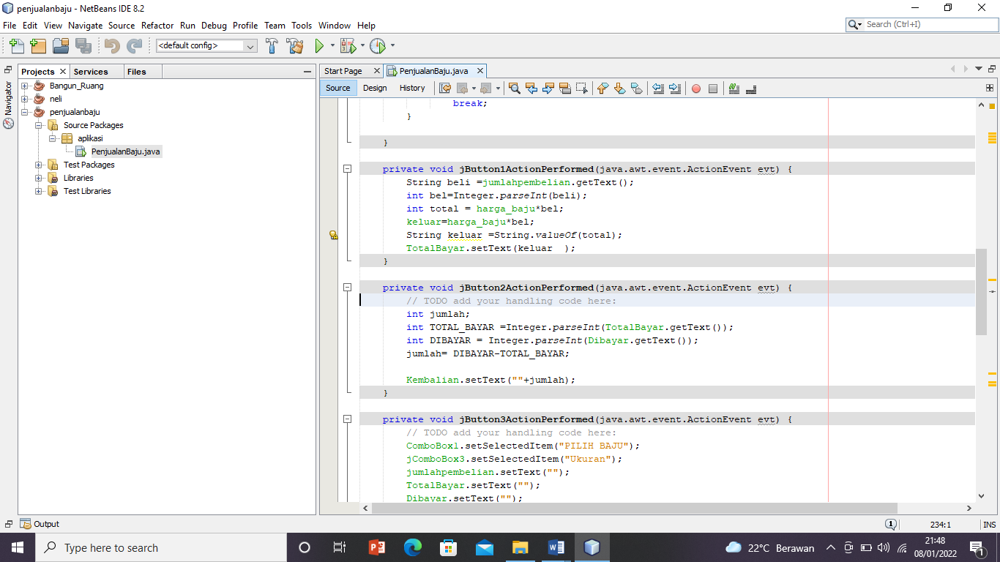 penjualanbaju - NetBeans IDE 8.2
File Edit View Navigate Source Refactor Run Debug Profile Team Tools Window Help
Search (Ctrl+I)
<default config>
Projects Services Files
Navigator
Bangun_Ruang
neli
penjualanbaju
Source Packages
aplikasi
PenjualanBaju.java
Test Packages
Libraries
Test Libraries
Start Page PenjualanBaju.java
Source Design History
break;
}
}
private void jButton1ActionPerformed(java.awt.event.ActionEvent evt) {
String beli =jumlahpembelian.getText();
int bel=Integer.parseInt(beli);
int total = harga_baju*bel;
keluar=harga_baju*bel;
String keluar =String.valueOf(total);
TotalBayar.setText(keluar  );
}
private void jButton2ActionPerformed(java.awt.event.ActionEvent evt) {
// TODO add your handling code here:
int jumlah;
int TOTAL_BAYAR =Integer.parseInt(TotalBayar.getText());
int DIBAYAR = Integer.parseInt(Dibayar.getText());
jumlah= DIBAYAR-TOTAL_BAYAR;
Kembalian.setText(""+jumlah);
}
private void jButton3ActionPerformed(java.awt.event.ActionEvent evt) {
// TODO add your handling code here:
ComboBox1.setSelectedItem("PILIH BAJU");
jComboBox3.setSelectedItem("Ukuran");
jumlahpembelian.setText("");
TotalBayar.setText("");
Dibayar.setText("");
Output
1
234:1
INS
Type here to search
22°C Berawan
21:48
08/01/2022
1